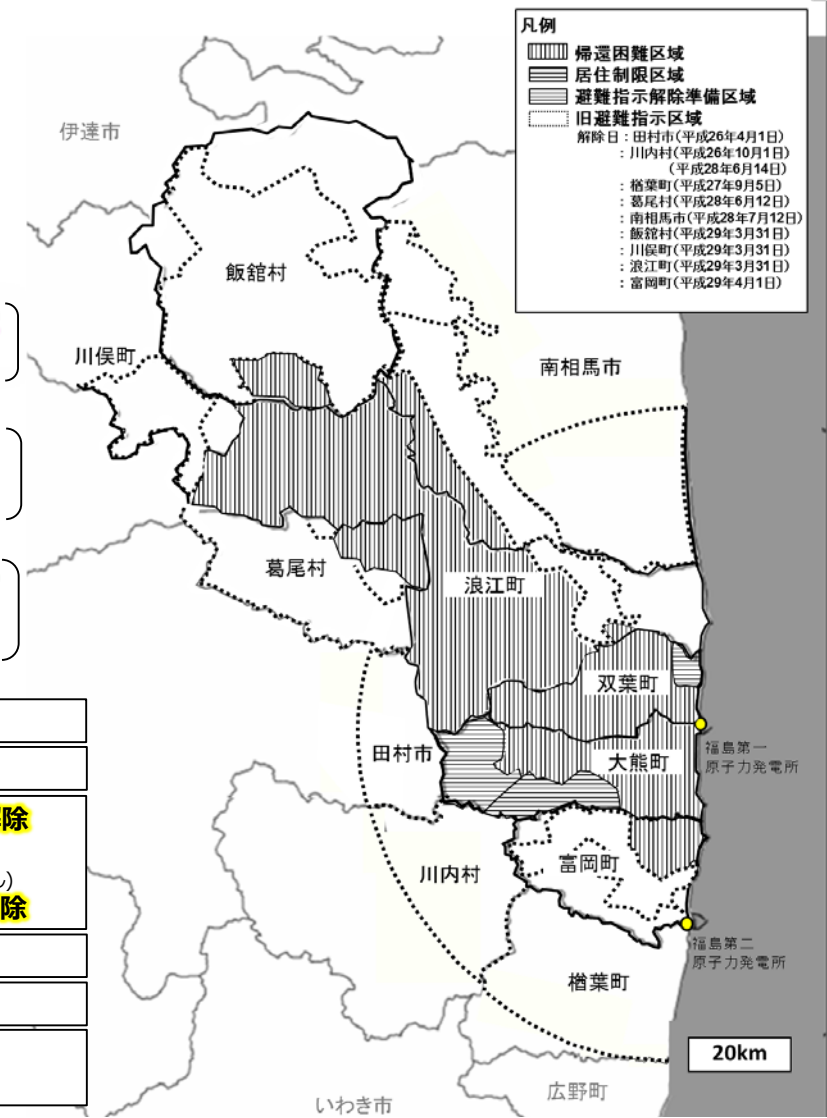 凡例
帰還困難区域
居住制限区域
避難指示解除準備区域
旧避難指示区域
解除日：田村市（平成26年4月1日）
：川内村（平成26年10月1日）
（平成28年6月14日）
：楢葉町（平成27年9月5日）
：葛尾村（平成28年6月12日）
：南相馬市（平成28年7月12日）
：飯舘村（平成29年3月31日）
：川俣町（平成29年3月31日）
：浪江町（平成29年3月31日）
：富岡町（平成29年4月1日）
伊達市
飯舘村
川俣町
南相馬市
葛尾村
浪江町
双葉町
福島第一
原子力発電所
田村市
大熊町
除
ん）
除
川内村
富岡町
福島第二
原子力発電所
楢葉町
20km
広野町
いわき市